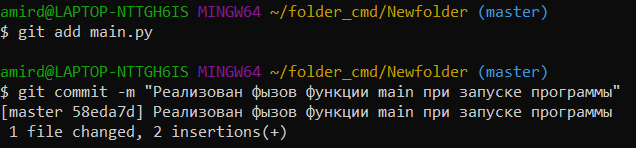 amird@LAPTOP-NTTGH6IS MINGW64 ~/folder_cmd/Newfolder (master)
$ git add main.py
amird@LAPTOP-NTTGH6IS MINGW64 ~/folder_cmd/Newfolder (master)
$ git commit -m "Реализован фызов функции main при запуске программы"
[master 58eda7d] Реализован фызов функции main при запуске программы
1 file changed, 2 insertions(+)